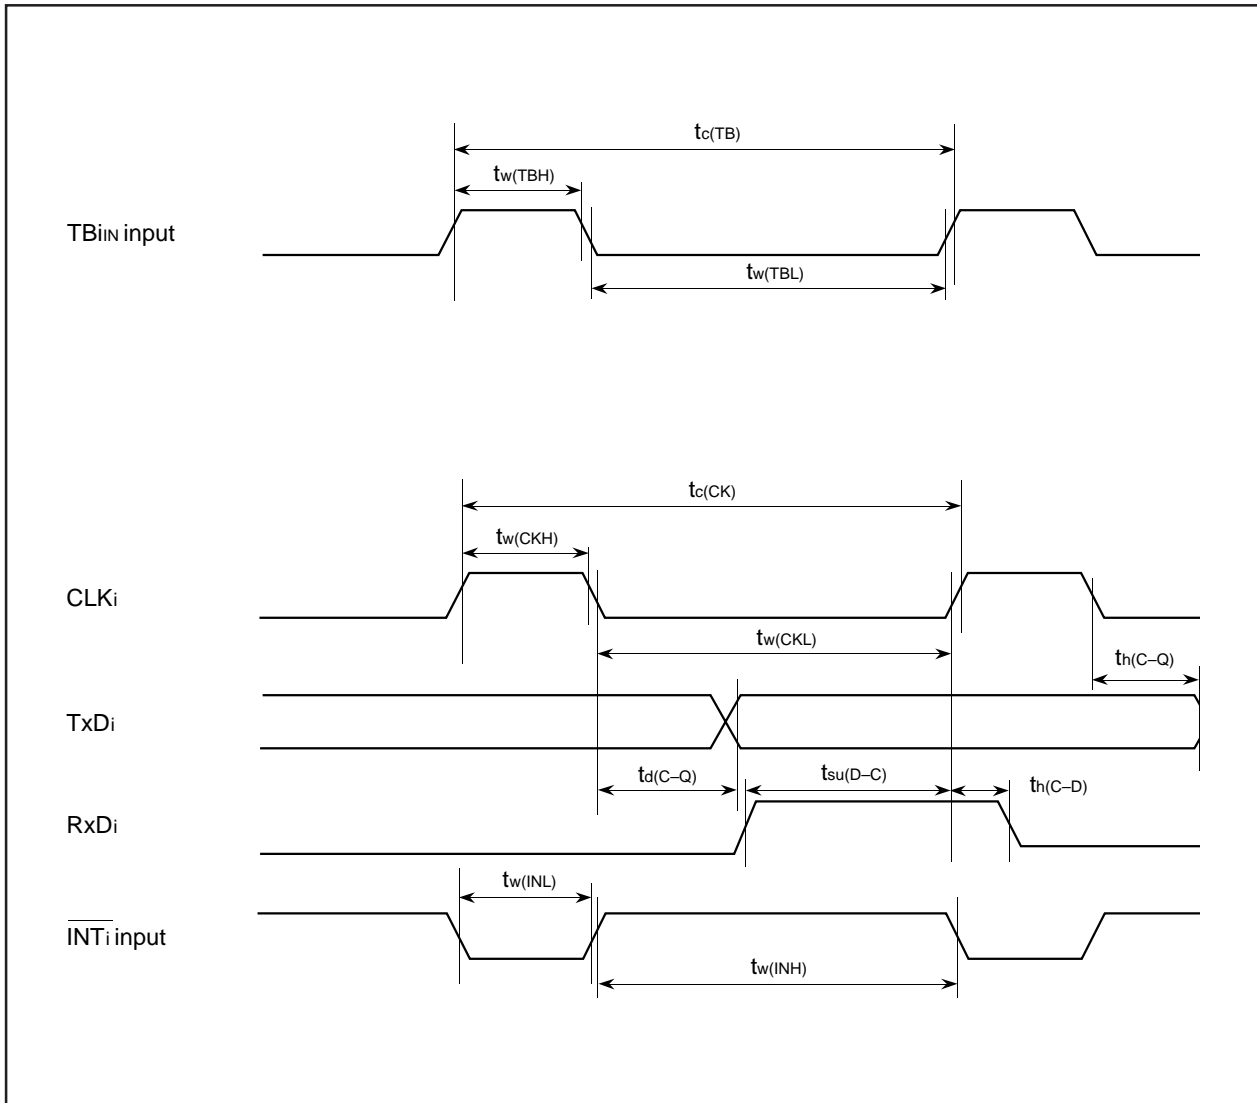 tc(TB)
tw(TBH)
TBiIN input
tw(TBL)
tc(CK)
tw(CKH)
CLKi
tw(CKL)
th(C–Q)
TxDi
td(C–Q)
tsu(D–C)
th(C–D)
RxDi
tw(INL)
INTi input
tw(INH)